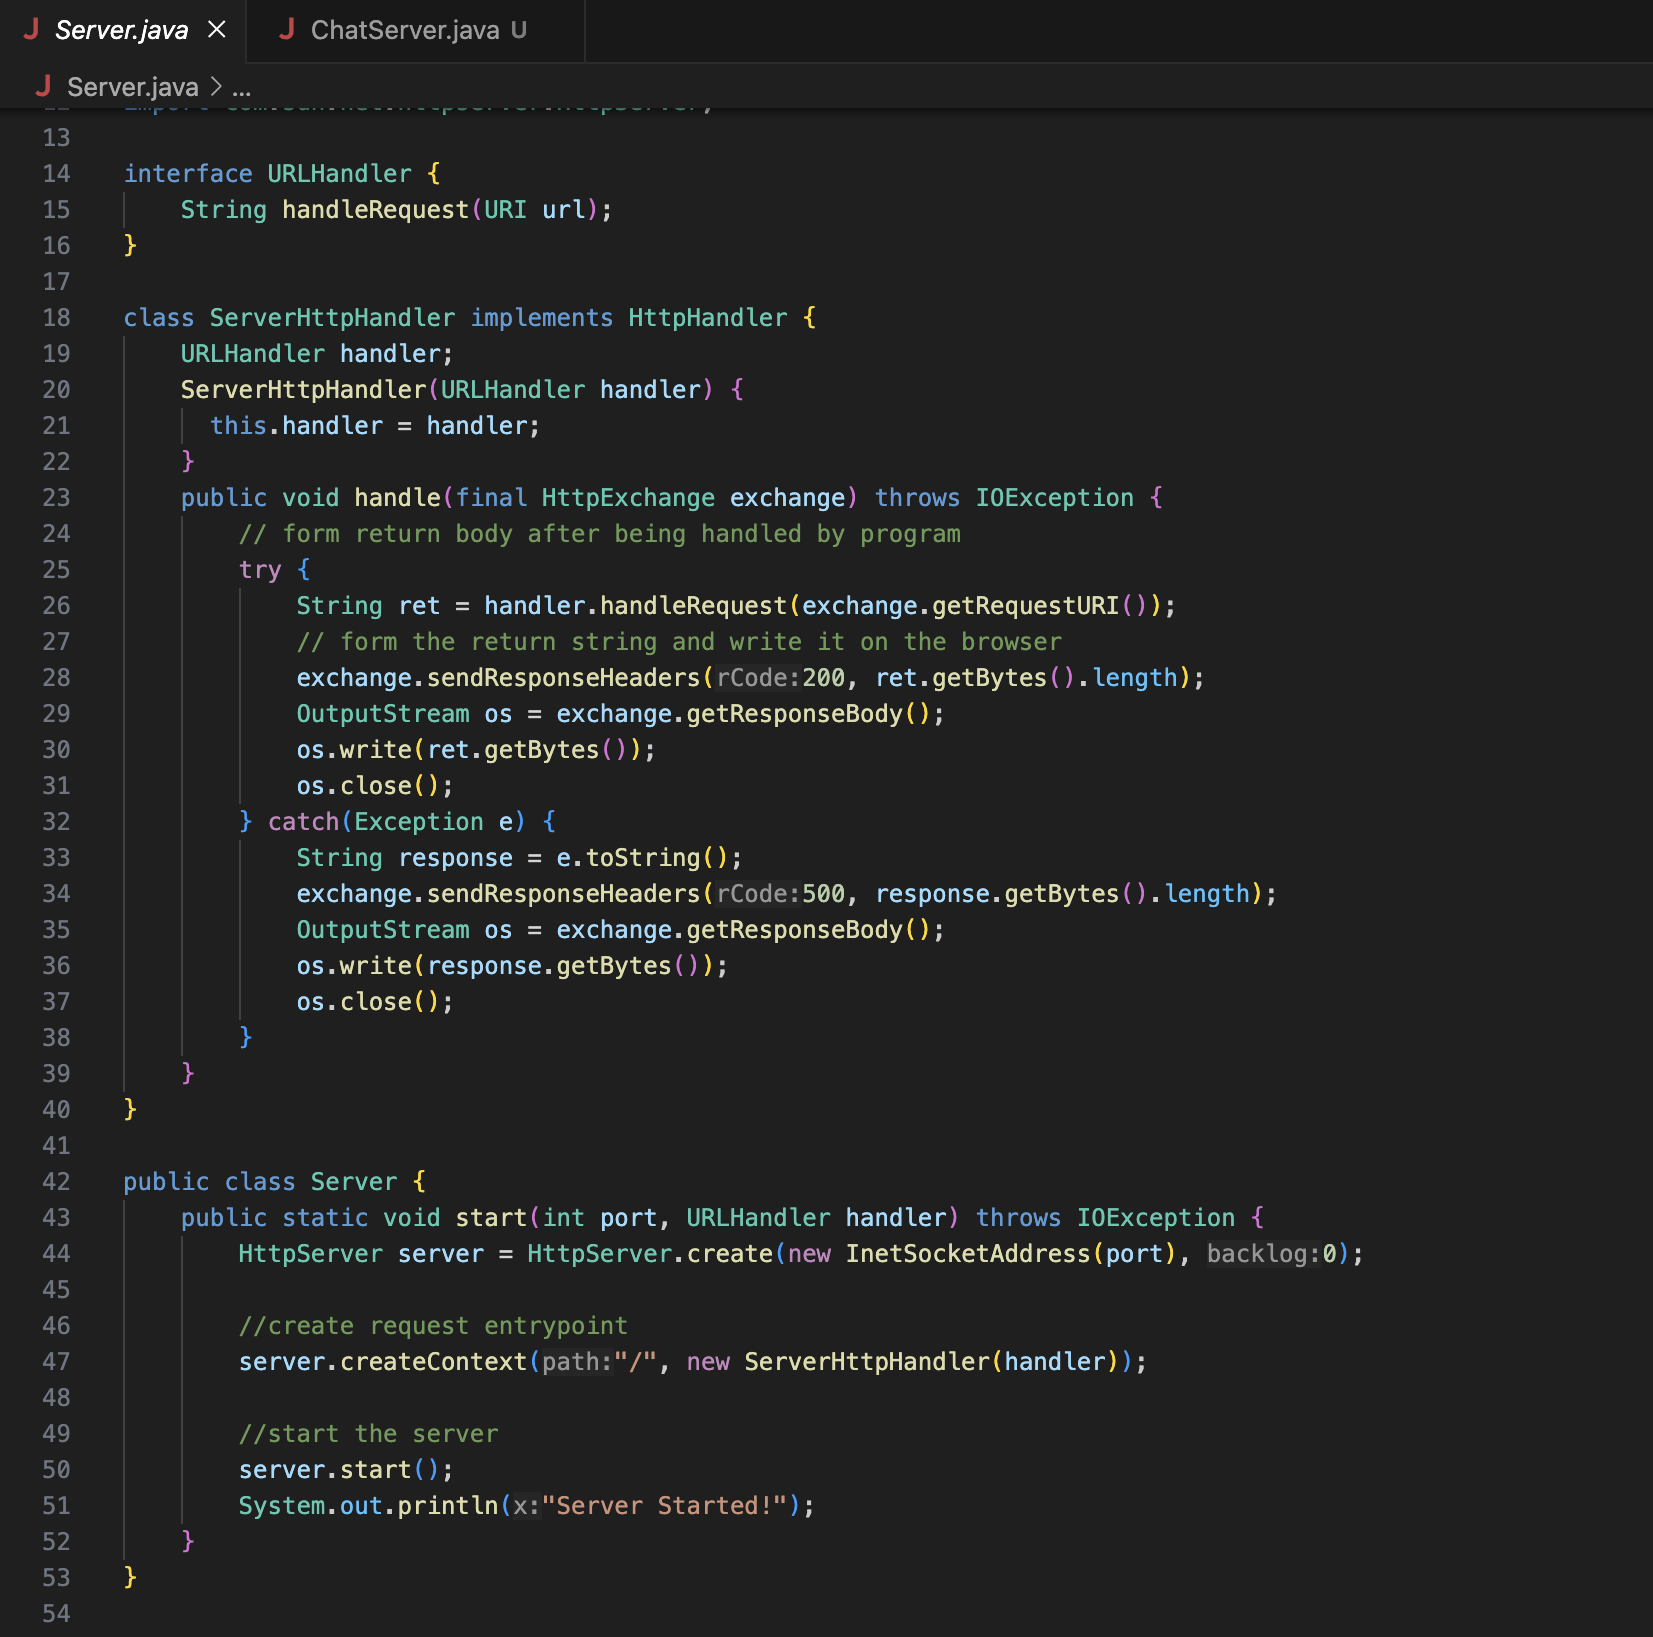 Server.java
ChatServer.java U
Server.java > ...
13
14 interface URLHandler {
15     String handleRequest(URI url);
16 }
17
18 class ServerHttpHandler implements HttpHandler {
19     URLHandler handler;
20     ServerHttpHandler(URLHandler handler) {
21       this.handler = handler;
22     }
23     public void handle(final HttpExchange exchange) throws IOException {
24         // form return body after being handled by program
25         try {
26             String ret = handler.handleRequest(exchange.getRequestURI());
27             // form the return string and write it on the browser
28             exchange.sendResponseHeaders(rCode:200, ret.getBytes().length);
29             OutputStream os = exchange.getResponseBody();
30             os.write(ret.getBytes());
31             os.close();
32         } catch(Exception e) {
33             String response = e.toString();
34             exchange.sendResponseHeaders(rCode:500, response.getBytes().length);
35             OutputStream os = exchange.getResponseBody();
36             os.write(response.getBytes());
37             os.close();
38         }
39     }
40 }
41
42 public class Server {
43     public static void start(int port, URLHandler handler) throws IOException {
44         HttpServer server = HttpServer.create(new InetSocketAddress(port), backlog:0);
45
46         //create request entrypoint
47         server.createContext(path:"/", new ServerHttpHandler(handler));
48
49         //start the server
50         server.start();
51         System.out.println(x:"Server Started!");
52     }
53 }
54